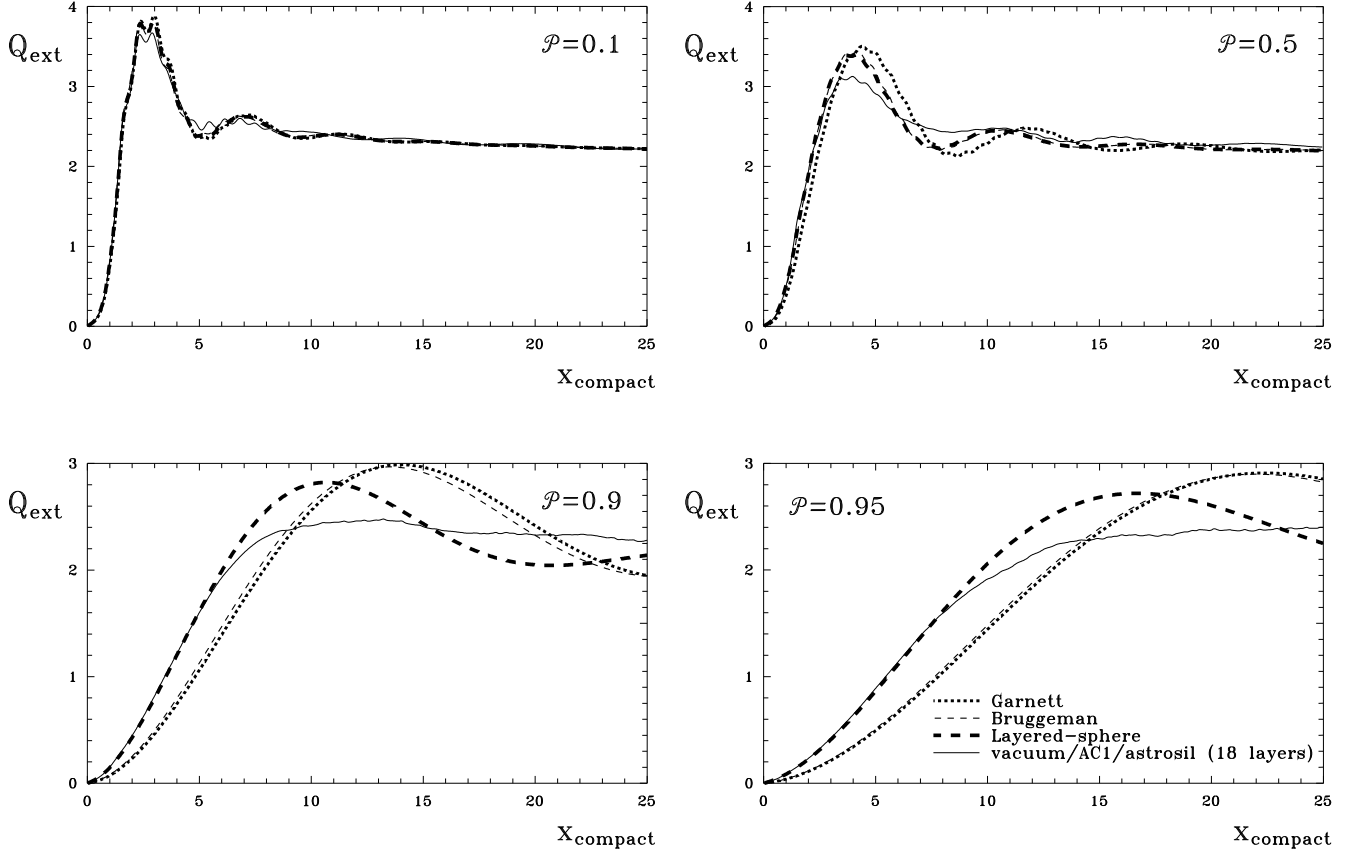 4
3
2
1
0
Q_ext
𝒫=0.1
0 5 10 15 20 25
x_compact
4
3
2
1
0
Q_ext
𝒫=0.5
0 5 10 15 20 25
x_compact
3
2
1
0
Q_ext
𝒫=0.9
0 5 10 15 20 25
x_compact
3
2
1
0
Q_ext
𝒫=0.95
Garnett
Bruggeman
Layered-sphere
vacuum/AC1/astrosil (18 layers)
0 5 10 15 20 25
x_compact